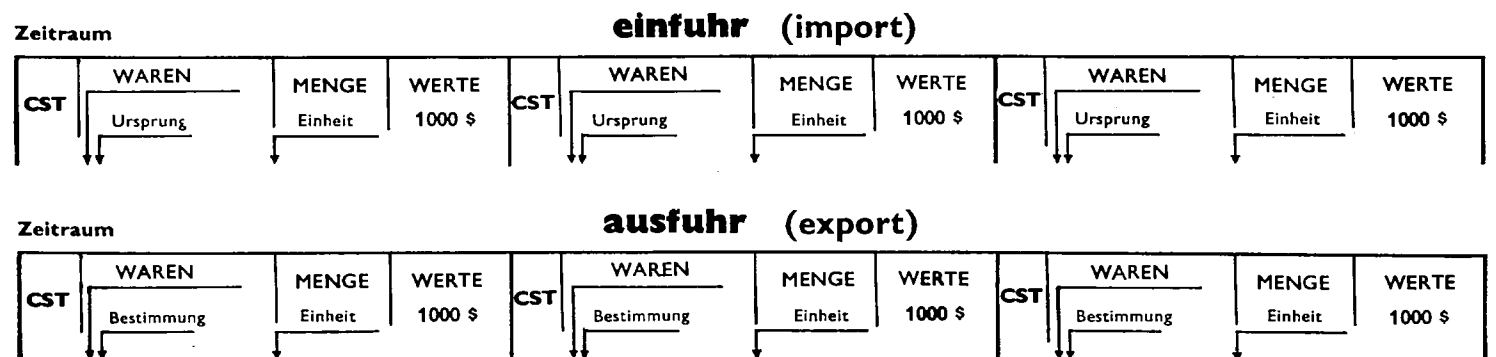 Zeitraum einfuhr (import)
WAREN MENGE WERTE WAREN MENGE WERTE WAREN MENGE WERTE
CST CST CST
Ursprung Einheit 1000 $ Ursprung Einheit 1000 $ Ursprung Einheit 1000 $
Zeitraum ausfuhr (export)
WAREN MENGE WERTE WAREN MENGE WERTE WAREN MENGE WERTE
CST CST CST
Bestimmung Einheit 1000 $ Bestimmung Einheit 1000 $ Bestimmung Einheit 1000 $